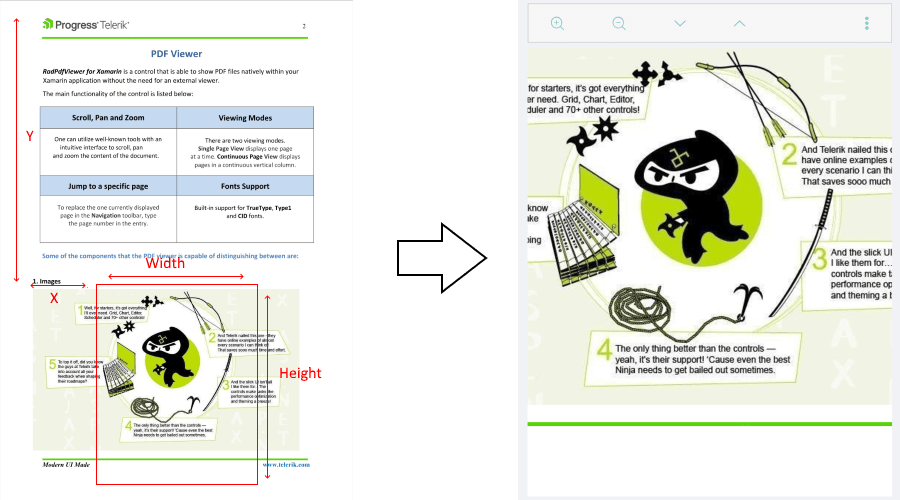 Progress Telerik
2
PDF Viewer
RadPdfViewer for Xamarin is a control that is able to show PDF files natively within your
Xamarin application without the need for an external viewer.
The main functionality of the control is listed below:
Scroll, Pan and Zoom
Viewing Modes
One can utilize well-known tools with an
intuitive interface to scroll, pan
and zoom the content of the document.
There are two viewing modes.
Single Page View displays one page
at a time. Continuous Page View displays
pages in a continuous vertical column.
Jump to a specific page
Fonts Support
To replace the one currently displayed
page in the Navigation toolbar, type
the page number in the entry.
Built-in support for TrueType, Type1
and CID fonts.
Some of the components that the PDF viewer is capable of distinguishing between are:
Y
Width
1. Images
X
Height
1
Well, for starters, it's got everything
I'll ever need. Grid, Chart, Editor,
Scheduler and 70+ other controls!
2
And Telerik nailed this one - they
have online examples of almost
every scenario I can think of!
That saves sooo much time and effort.
5
To top it off, did you know
the guys at Telerik take
into account all your
feedback when shaping
their roadmaps?
3
And the slick UI isn't all
I like them for... The
controls make
performance optimization
and theming a breeze!
4
The only thing better than the controls —
yeah, it's their support! 'Cause even the best
Ninja needs to get bailed out sometimes.
Modern UI Made
www.telerik.com
for starters, it's got everything
er need. Grid, Chart, Editor,
duler and 70+ other controls!
2
And Telerik nailed this
have online examples
every scenario I can thi
That saves sooo much
know
ake
ping
3
And the slick UI
I like them for...
controls make t
performance op
and theming a b
4
The only thing better than the controls —
yeah, it's their support! 'Cause even the best
Ninja needs to get bailed out sometimes.